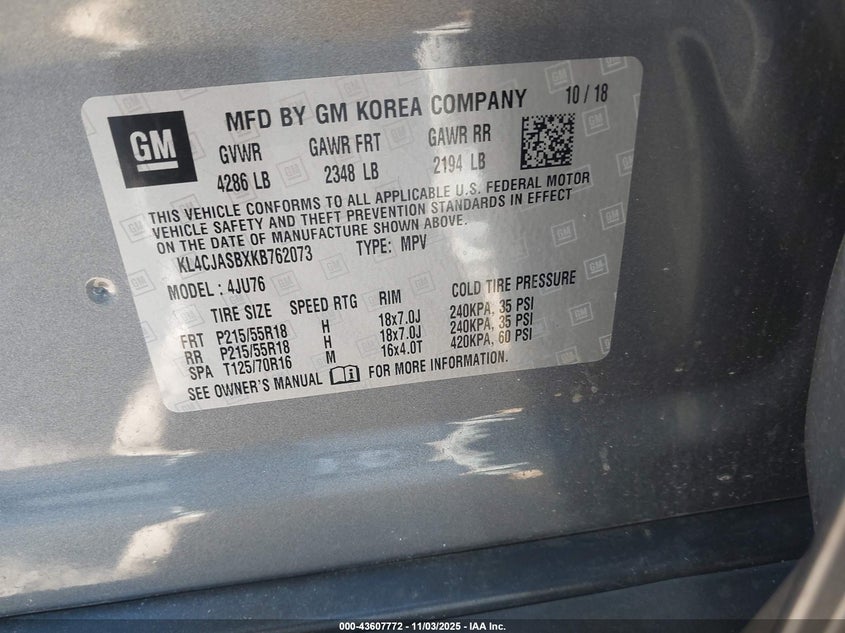 GM
MFD BY GM KOREA COMPANY 10 / 18
GVWR GAWR FRT GAWR RR
4286 LB 2348 LB 2194 LB
THIS VEHICLE CONFORMS TO ALL APPLICABLE U.S. FEDERAL MOTOR
VEHICLE SAFETY AND THEFT PREVENTION STANDARDS IN EFFECT
ON THE DATE OF MANUFACTURE SHOWN ABOVE.
KL4CJASBXKB762073 TYPE: MPV
MODEL : 4JU76
TIRE SIZE SPEED RTG RIM COLD TIRE PRESSURE
FRT P215/55R18 H 18x7.0J 240KPA, 35 PSI
RR P215/55R18 H 18x7.0J 240KPA, 35 PSI
SPA T125/70R16 M 16x4.0T 420KPA, 60 PSI
SEE OWNER'S MANUAL FOR MORE INFORMATION.
000-43607772 — 11/03/2025 — IAA Inc.